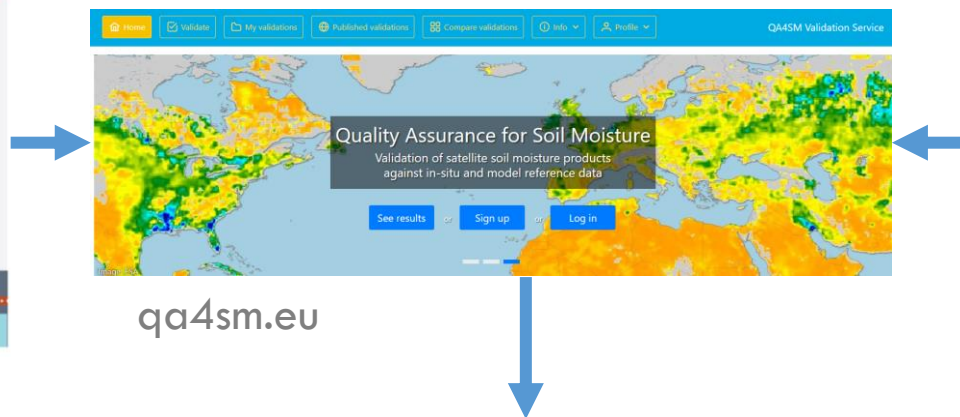 Home Validate My validations Published validations Compare validations Info Profile QA4SM Validation Service
Quality Assurance for Soil Moisture
Validation of satellite soil moisture products
against in-situ and model reference data
See results or Sign up or Log in
qa4sm.eu